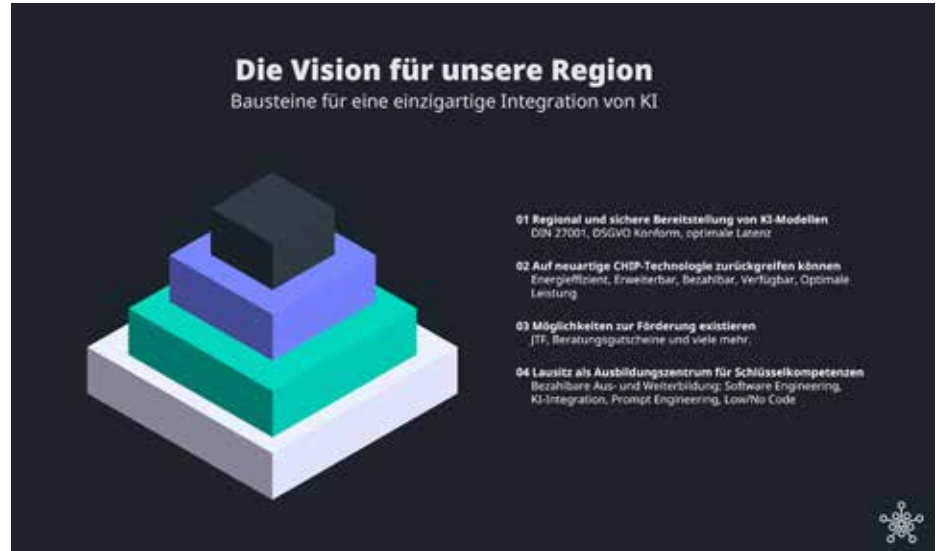 Die Vision für unsere Region
Bausteine für eine einzigartige Integration von KI
01 Regional und sichere Bereitstellung von KI-Modellen
DIN 27001, DSGVO Konform, optimale Latenz
02 Auf neuartige CHIP-Technologie zurückgreifen können
Energieffizient, Erweiterbar, Bezahlbar, Verfügbar, Optimale
Leistung
03 Möglichkeiten zur Förderung existieren
JTF, Beratungsgutscheine und viele mehr.
04 Lausitz als Ausbildungszentrum für Schlüsselkompetenzen
Bezahlbare Aus- und Weiterbildung: Software Engineering,
KI-Integration, Prompt Engineering, Low/No Code